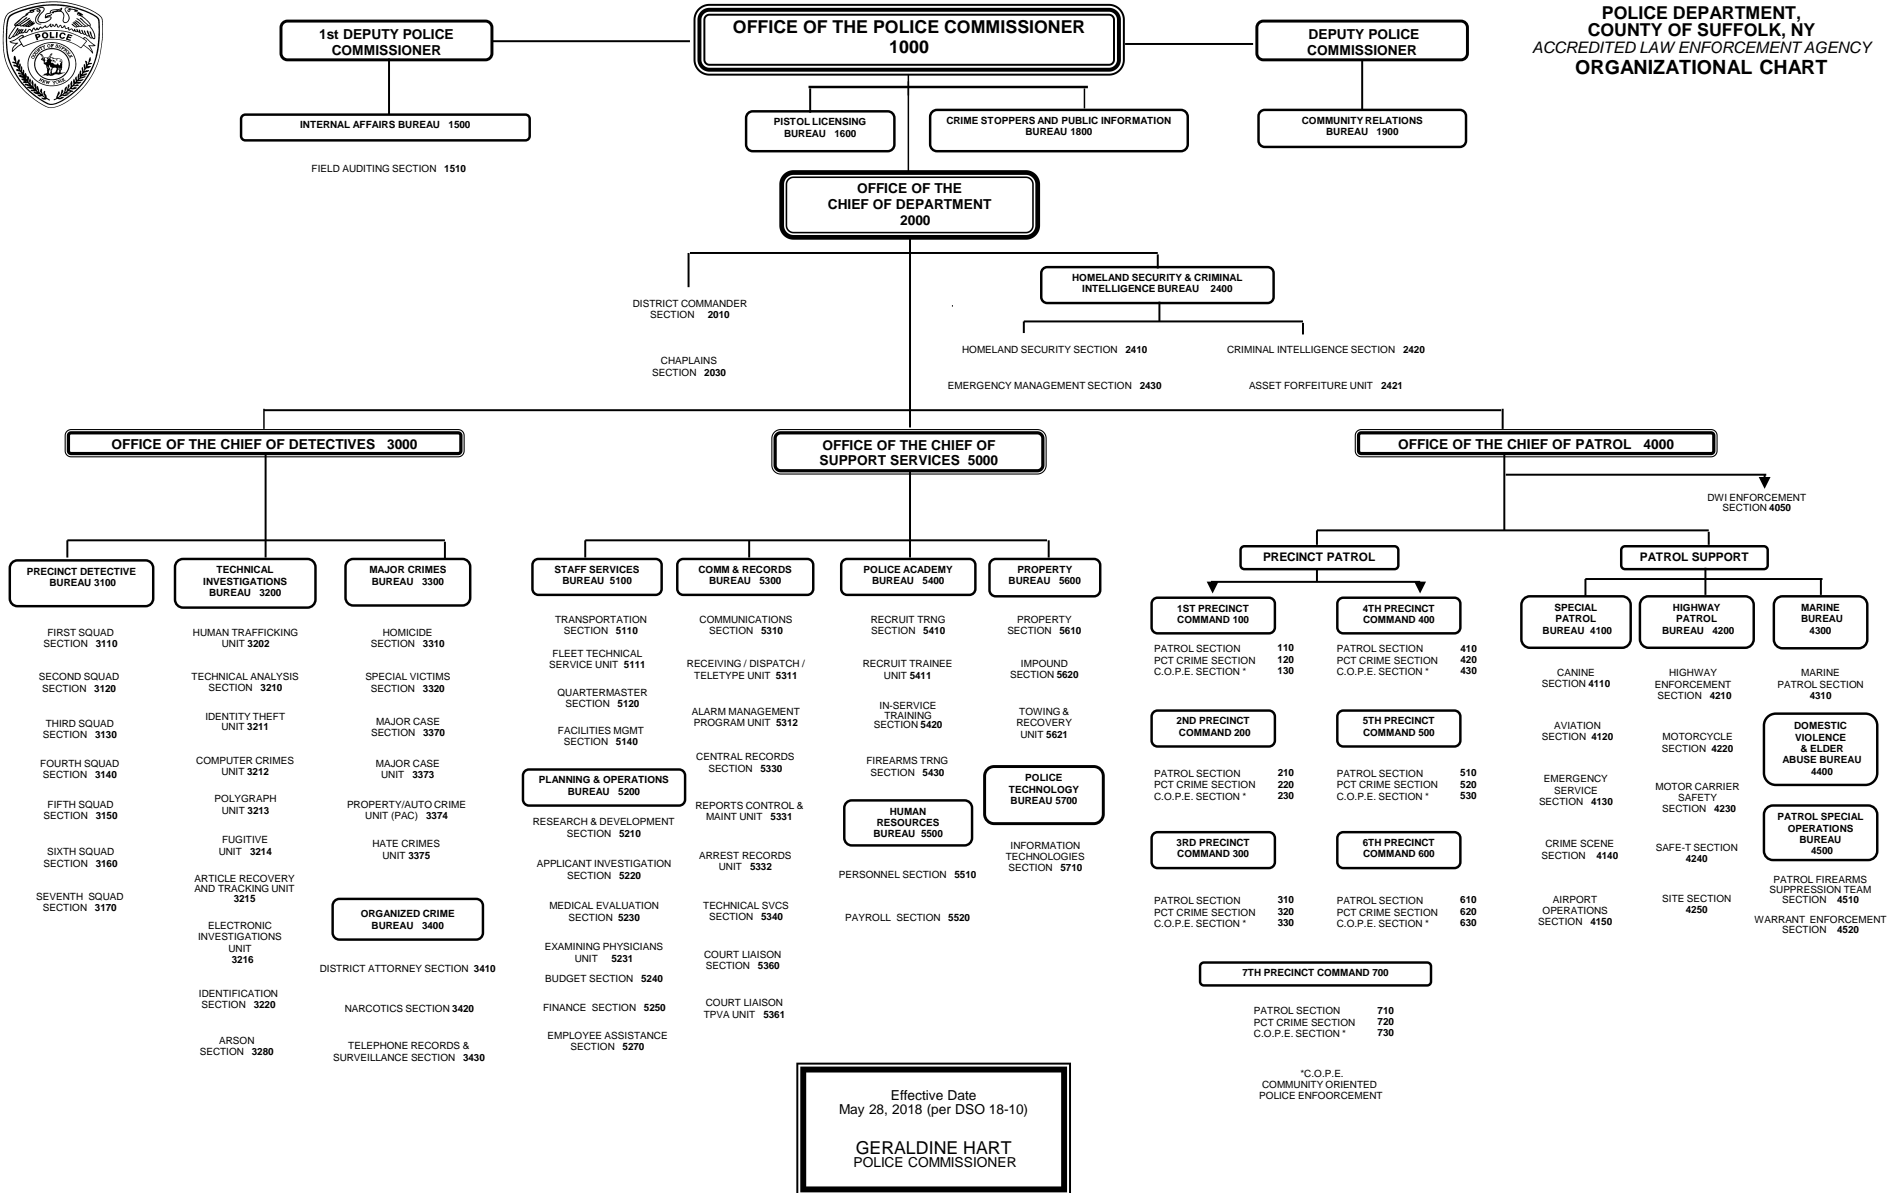 POLICE
COUNTY OF SUFFOLK
NEW YORK
1st DEPUTY POLICE
COMMISSIONER
OFFICE OF THE POLICE COMMISSIONER
1000
DEPUTY POLICE
COMMISSIONER
POLICE DEPARTMENT,
COUNTY OF SUFFOLK, NY
ACCREDITED LAW ENFORCEMENT AGENCY
ORGANIZATIONAL CHART
INTERNAL AFFAIRS BUREAU 1500
FIELD AUDITING SECTION 1510
PISTOL LICENSING
BUREAU 1600
CRIME STOPPERS AND PUBLIC INFORMATION
BUREAU 1800
COMMUNITY RELATIONS
BUREAU 1900
OFFICE OF THE
CHIEF OF DEPARTMENT
2000
DISTRICT COMMANDER
SECTION 2010
CHAPLAINS
SECTION 2030
HOMELAND SECURITY & CRIMINAL
INTELLIGENCE BUREAU 2400
HOMELAND SECURITY SECTION 2410
CRIMINAL INTELLIGENCE SECTION 2420
EMERGENCY MANAGEMENT SECTION 2430
ASSET FORFEITURE UNIT 2421
OFFICE OF THE CHIEF OF DETECTIVES 3000
PRECINCT DETECTIVE
BUREAU 3100
FIRST SQUAD
SECTION 3110
SECOND SQUAD
SECTION 3120
THIRD SQUAD
SECTION 3130
FOURTH SQUAD
SECTION 3140
FIFTH SQUAD
SECTION 3150
SIXTH SQUAD
SECTION 3160
SEVENTH SQUAD
SECTION 3170
TECHNICAL
INVESTIGATIONS
BUREAU 3200
HUMAN TRAFFICKING
UNIT 3202
TECHNICAL ANALYSIS
SECTION 3210
IDENTITY THEFT
UNIT 3211
COMPUTER CRIMES
UNIT 3212
POLYGRAPH
UNIT 3213
FUGITIVE
UNIT 3214
ARTICLE RECOVERY
AND TRACKING UNIT
3215
ELECTRONIC
INVESTIGATIONS
UNIT
3216
IDENTIFICATION
SECTION 3220
ARSON
SECTION 3280
MAJOR CRIMES
BUREAU 3300
HOMICIDE
SECTION 3310
SPECIAL VICTIMS
SECTION 3320
MAJOR CASE
SECTION 3370
MAJOR CASE
UNIT 3373
PROPERTY/AUTO CRIME
UNIT (PAC) 3374
HATE CRIMES
UNIT 3375
ORGANIZED CRIME
BUREAU 3400
DISTRICT ATTORNEY SECTION 3410
NARCOTICS SECTION 3420
TELEPHONE RECORDS &
SURVEILLANCE SECTION 3430
OFFICE OF THE CHIEF OF
SUPPORT SERVICES 5000
STAFF SERVICES
BUREAU 5100
TRANSPORTATION
SECTION 5110
FLEET TECHNICAL
SERVICE UNIT 5111
QUARTERMASTER
SECTION 5120
FACILITIES MGMT
SECTION 5140
PLANNING & OPERATIONS
BUREAU 5200
RESEARCH & DEVELOPMENT
SECTION 5210
APPLICANT INVESTIGATION
SECTION 5220
MEDICAL EVALUATION
SECTION 5230
EXAMINING PHYSICIANS
UNIT 5231
BUDGET SECTION 5240
FINANCE SECTION 5250
EMPLOYEE ASSISTANCE
SECTION 5270
COMM & RECORDS
BUREAU 5300
COMMUNICATIONS
SECTION 5310
RECEIVING / DISPATCH /
TELETYPE UNIT 5311
ALARM MANAGEMENT
PROGRAM UNIT 5312
CENTRAL RECORDS
SECTION 5330
REPORTS CONTROL &
MAINT UNIT 5331
ARREST RECORDS
UNIT 5332
TECHNICAL SVCS
SECTION 5340
COURT LIAISON
SECTION 5360
COURT LIAISON
TPVA UNIT 5361
POLICE ACADEMY
BUREAU 5400
RECRUIT TRNG
SECTION 5410
RECRUIT TRAINEE
UNIT 5411
IN-SERVICE
TRAINING
SECTION 5420
FIREARMS TRNG
SECTION 5430
HUMAN
RESOURCES
BUREAU 5500
PERSONNEL SECTION 5510
PAYROLL SECTION 5520
PROPERTY
BUREAU 5600
PROPERTY
SECTION 5610
IMPOUND
SECTION 5620
TOWING &
RECOVERY
UNIT 5621
POLICE
TECHNOLOGY
BUREAU 5700
INFORMATION
TECHNOLOGIES
SECTION 5710
OFFICE OF THE CHIEF OF PATROL 4000
DWI ENFORCEMENT
SECTION 4050
PRECINCT PATROL
1ST PRECINCT
COMMAND 100
PATROL SECTION 110
PCT CRIME SECTION 120
C.O.P.E. SECTION * 130
2ND PRECINCT
COMMAND 200
PATROL SECTION 210
PCT CRIME SECTION 220
C.O.P.E. SECTION * 230
3RD PRECINCT
COMMAND 300
PATROL SECTION 310
PCT CRIME SECTION 320
C.O.P.E. SECTION * 330
4TH PRECINCT
COMMAND 400
PATROL SECTION 410
PCT CRIME SECTION 420
C.O.P.E. SECTION * 430
5TH PRECINCT
COMMAND 500
PATROL SECTION 510
PCT CRIME SECTION 520
C.O.P.E. SECTION * 530
6TH PRECINCT
COMMAND 600
PATROL SECTION 610
PCT CRIME SECTION 620
C.O.P.E. SECTION * 630
7TH PRECINCT COMMAND 700
PATROL SECTION 710
PCT CRIME SECTION 720
C.O.P.E. SECTION * 730
*C.O.P.E.
COMMUNITY ORIENTED
POLICE ENFOORCEMENT
PATROL SUPPORT
SPECIAL
PATROL
BUREAU 4100
CANINE
SECTION 4110
AVIATION
SECTION 4120
EMERGENCY
SERVICE
SECTION 4130
CRIME SCENE
SECTION 4140
AIRPORT
OPERATIONS
SECTION 4150
HIGHWAY
PATROL
BUREAU 4200
HIGHWAY
ENFORCEMENT
SECTION 4210
MOTORCYCLE
SECTION 4220
MOTOR CARRIER
SAFETY
SECTION 4230
SAFE-T SECTION
4240
SITE SECTION
4250
MARINE
BUREAU
4300
MARINE
PATROL SECTION
4310
DOMESTIC
VIOLENCE
& ELDER
ABUSE BUREAU
4400
PATROL SPECIAL
OPERATIONS
BUREAU
4500
PATROL FIREARMS
SUPPRESSION TEAM
SECTION 4510
WARRANT ENFORCEMENT
SECTION 4520
Effective Date
May 28, 2018 (per DSO 18-10)
GERALDINE HART
POLICE COMMISSIONER